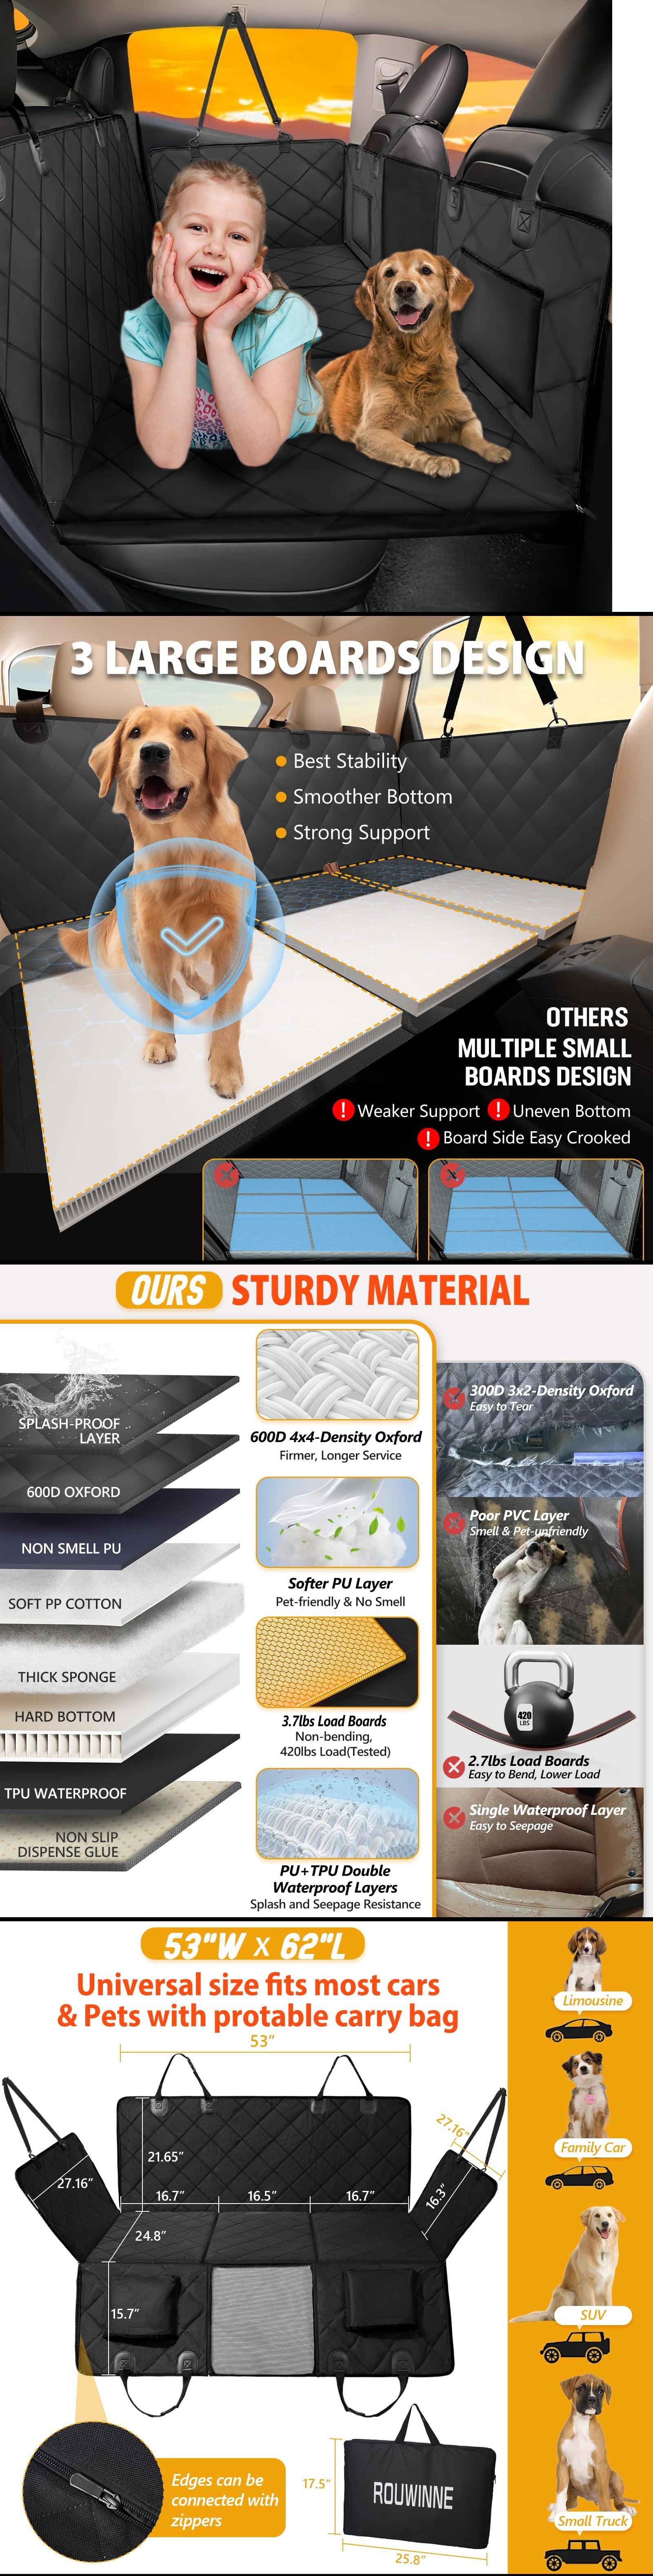 3 LARGE BOARDS DESIGN
Best Stability
Smoother Bottom
Strong Support
OTHERS
MULTIPLE SMALL
BOARDS DESIGN
! Weaker Support ! Uneven Bottom
! Board Side Easy Crooked
OURS STURDY MATERIAL
SPLASH-PROOF
LAYER
600D OXFORD
NON SMELL PU
SOFT PP COTTON
THICK SPONGE
HARD BOTTOM
TPU WATERPROOF
NON SLIP
DISPENSE GLUE
600D 4x4-Density Oxford
Firmer, Longer Service
Softer PU Layer
Pet-friendly & No Smell
3.7lbs Load Boards
Non-bending,
420lbs Load(Tested)
PU+TPU Double
Waterproof Layers
Splash and Seepage Resistance
300D 3x2-Density Oxford
Easy to Tear
Poor PVC Layer
Smell & Pet-unfriendly
420
LBS
2.7lbs Load Boards
Easy to Bend, Lower Load
Single Waterproof Layer
Easy to Seepage
53"W X 62"L
Universal size fits most cars
& Pets with protable carry bag
53"
27.16"
21.65"
16.7"
16.5"
16.7"
27.16"
16.3"
24.8"
15.7"
Edges can be
connected with
zippers
17.5"
ROUWINNE
25.8"
Limousine
Family Car
SUV
Small Truck